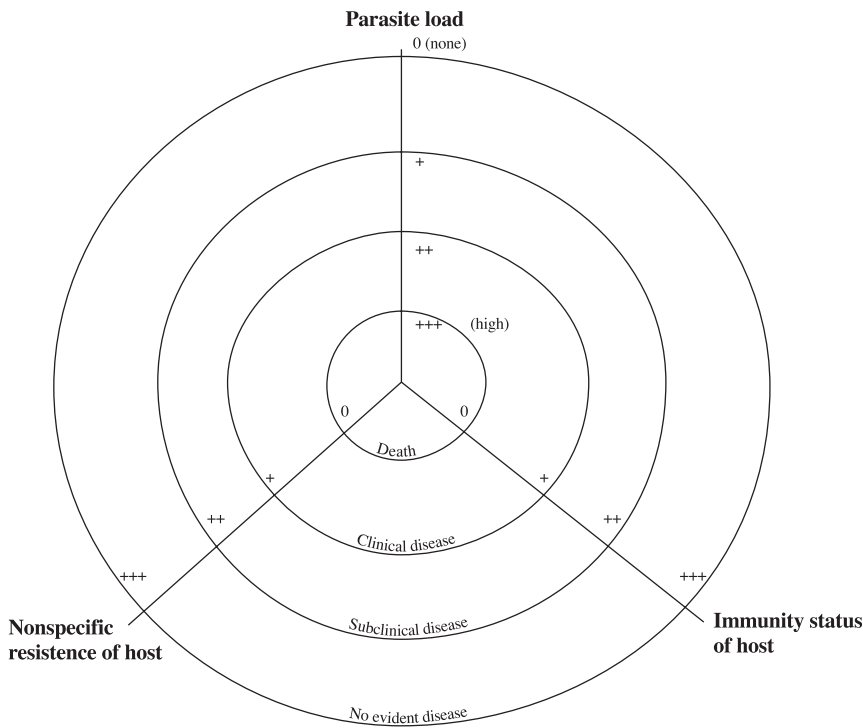 Parasite load
0 (none)
+
++
+++ (high)
0 0
Death
+ +
Clinical disease
++ ++
Subclinical disease
+++ +++
Nonspecific
resistence of host
Immunity status
of host
No evident disease